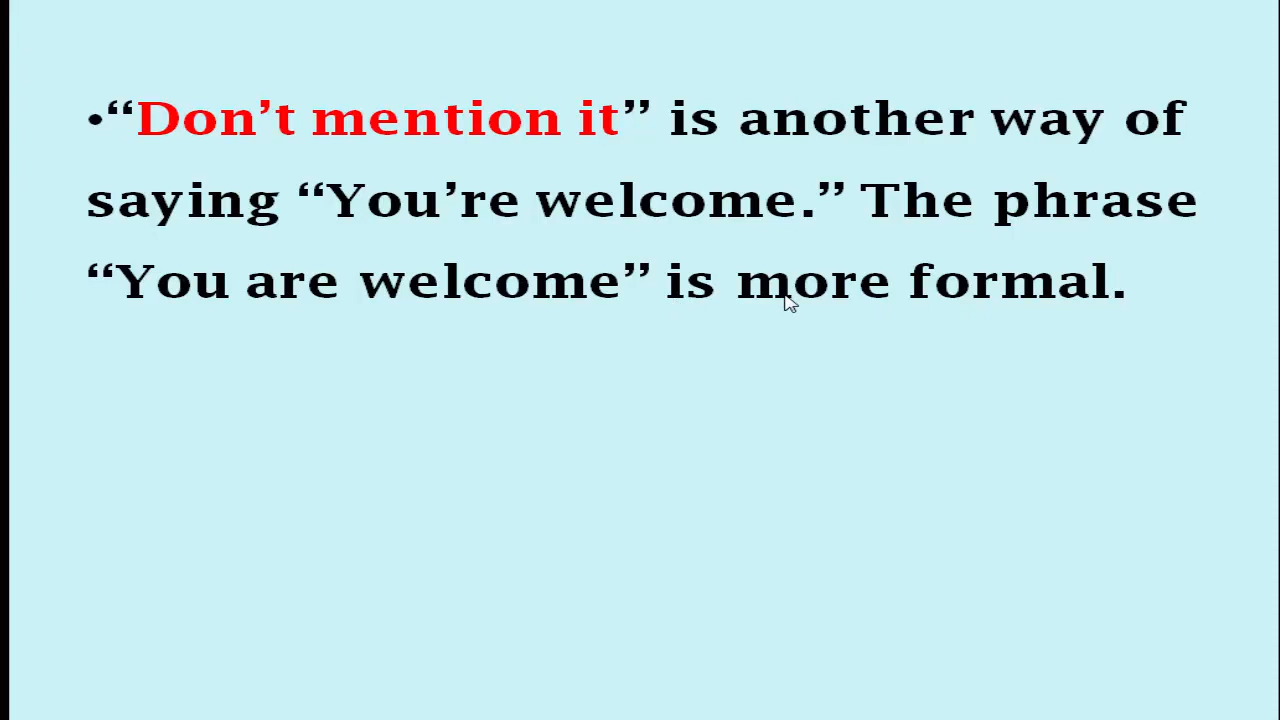 •“Don’t mention it” is another way of
saying “You’re welcome.” The phrase
“You are welcome” is more formal.